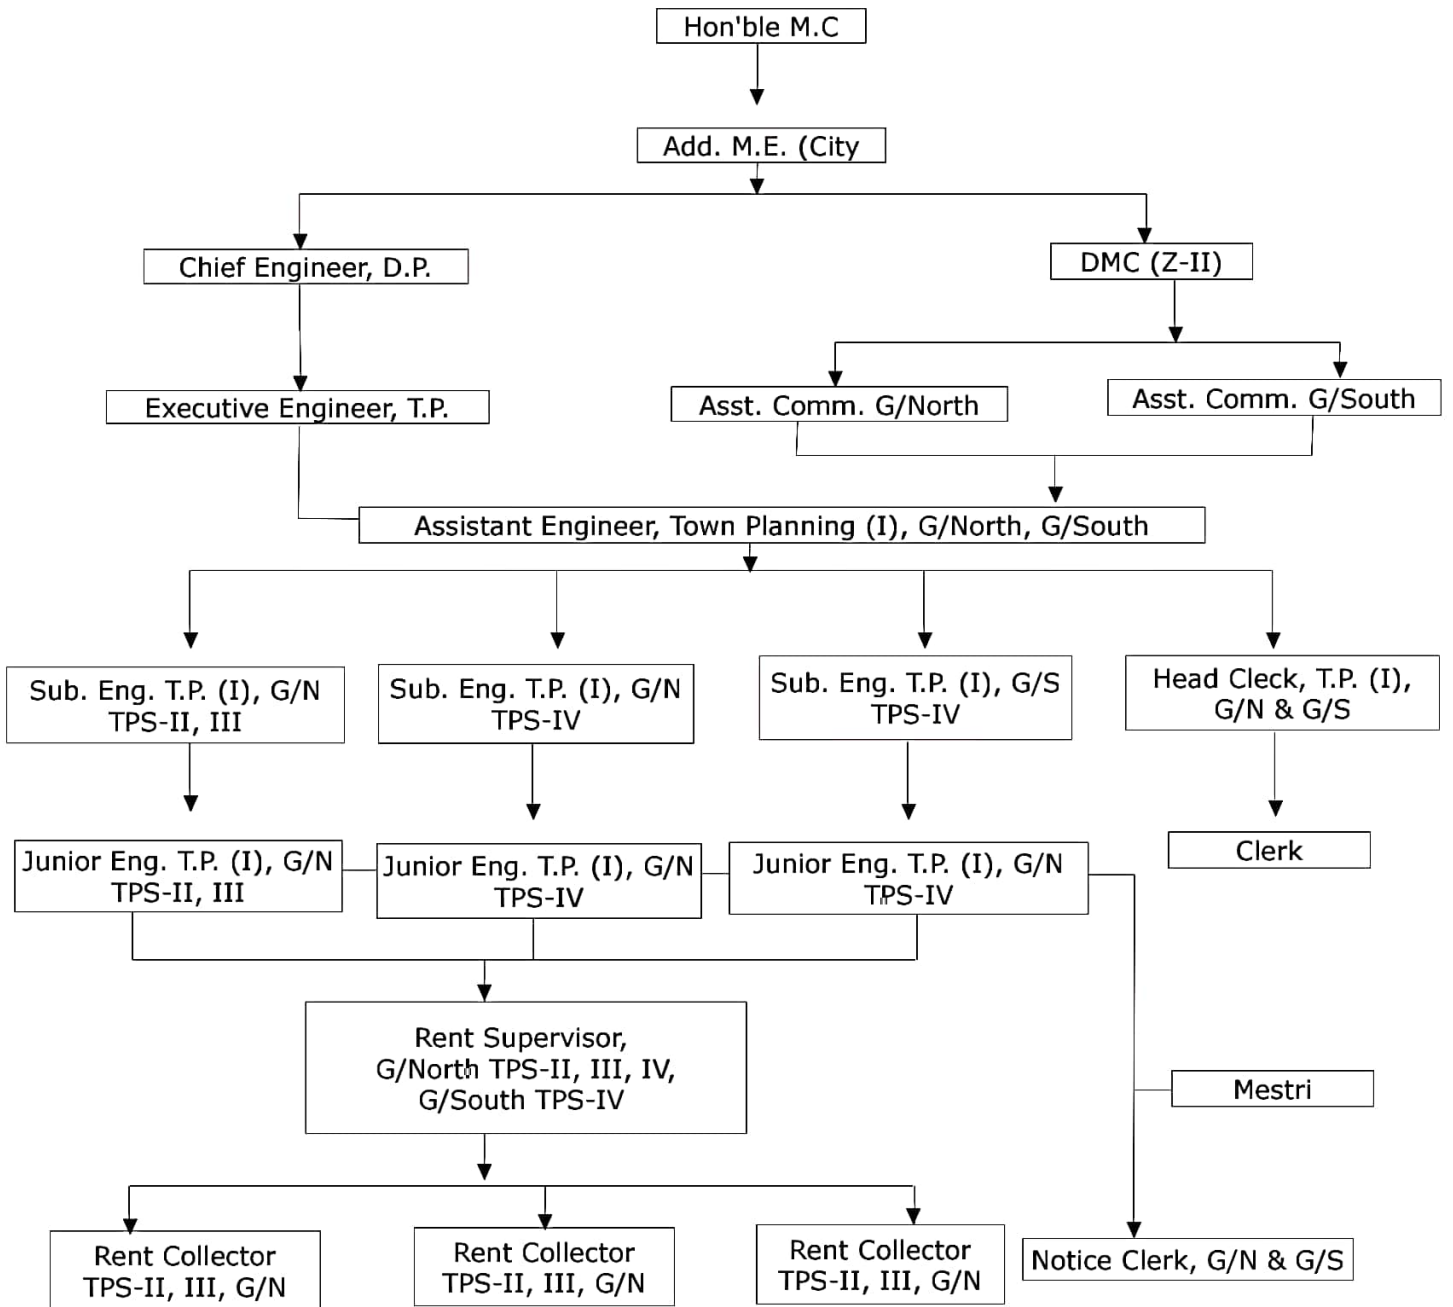 Hon'ble M.C
Add. M.E. (City
Chief Engineer, D.P.
DMC (Z-II)
Executive Engineer, T.P.
Asst. Comm. G/North
Asst. Comm. G/South
Assistant Engineer, Town Planning (I), G/North, G/South
Sub. Eng. T.P. (I), G/N
TPS-II, III
Sub. Eng. T.P. (I), G/N
TPS-IV
Sub. Eng. T.P. (I), G/S
TPS-IV
Head Cleck, T.P. (I),
G/N & G/S
Junior Eng. T.P. (I), G/N
TPS-II, III
Junior Eng. T.P. (I), G/N
TPS-IV
Junior Eng. T.P. (I), G/N
TPS-IV
Clerk
Rent Supervisor,
G/North TPS-II, III, IV,
G/South TPS-IV
Mestri
Rent Collector
TPS-II, III, G/N
Rent Collector
TPS-II, III, G/N
Rent Collector
TPS-II, III, G/N
Notice Clerk, G/N & G/S